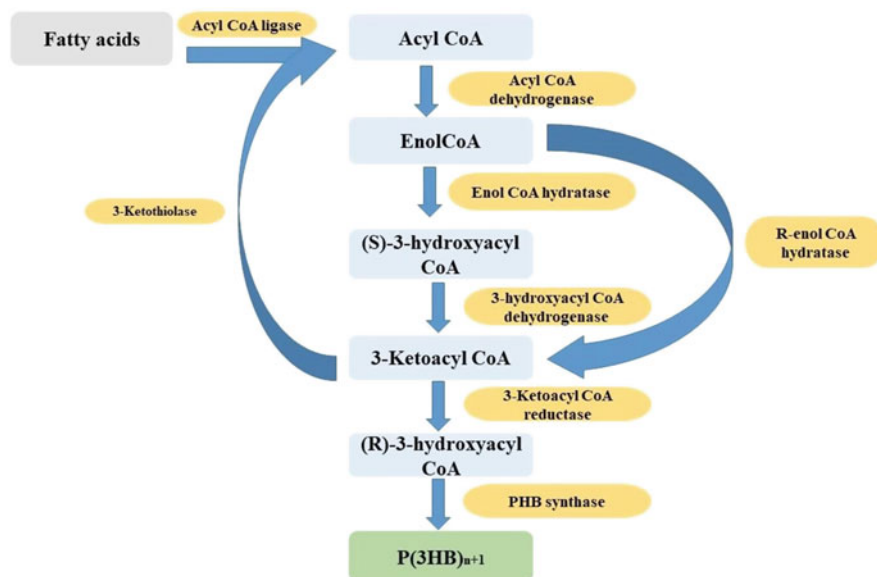 Fatty acids
Acyl CoA ligase
Acyl CoA
Acyl CoA
dehydrogenase
EnolCoA
Enol CoA hydratase
3-Ketothiolase
R-enol CoA
hydratase
(S)-3-hydroxyacyl
CoA
3-hydroxyacyl CoA
dehydrogenase
3-Ketoacyl CoA
3-Ketoacyl CoA
reductase
(R)-3-hydroxyacyl
CoA
PHB synthase
P(3HB)n+1